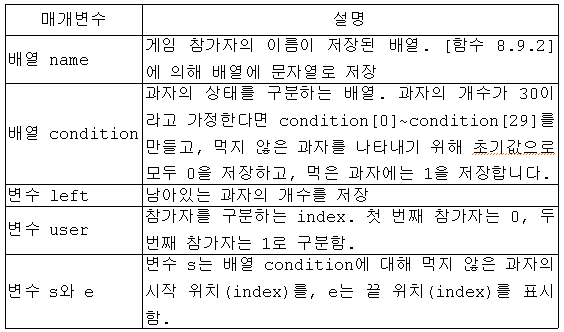 매개변수 설명
배열 name 게임 참가자의 이름이 저장된 배열. [함수 8.9.2]
에 의해 배열에 문자열로 저장
배열 condition 과자의 상태를 구분하는 배열. 과자의 개수가 30이
라고 가정한다면 condition[0]~condition[29]를
만들고, 먹지 않은 과자를 나타내기 위해 초기값으로
모두 0을 저장하고, 먹은 과자에는 1을 저장합니다.
변수 left 남아있는 과자의 개수를 저장
변수 user 참가자를 구분하는 index. 첫 번째 참가자는 0, 두
번째 참가자는 1로 구분함.
변수 s와 e 변수 s는 배열 condition에 대해 먹지 않은 과자의
시작 위치(index)를, e는 끝 위치(index)를 표시
함.